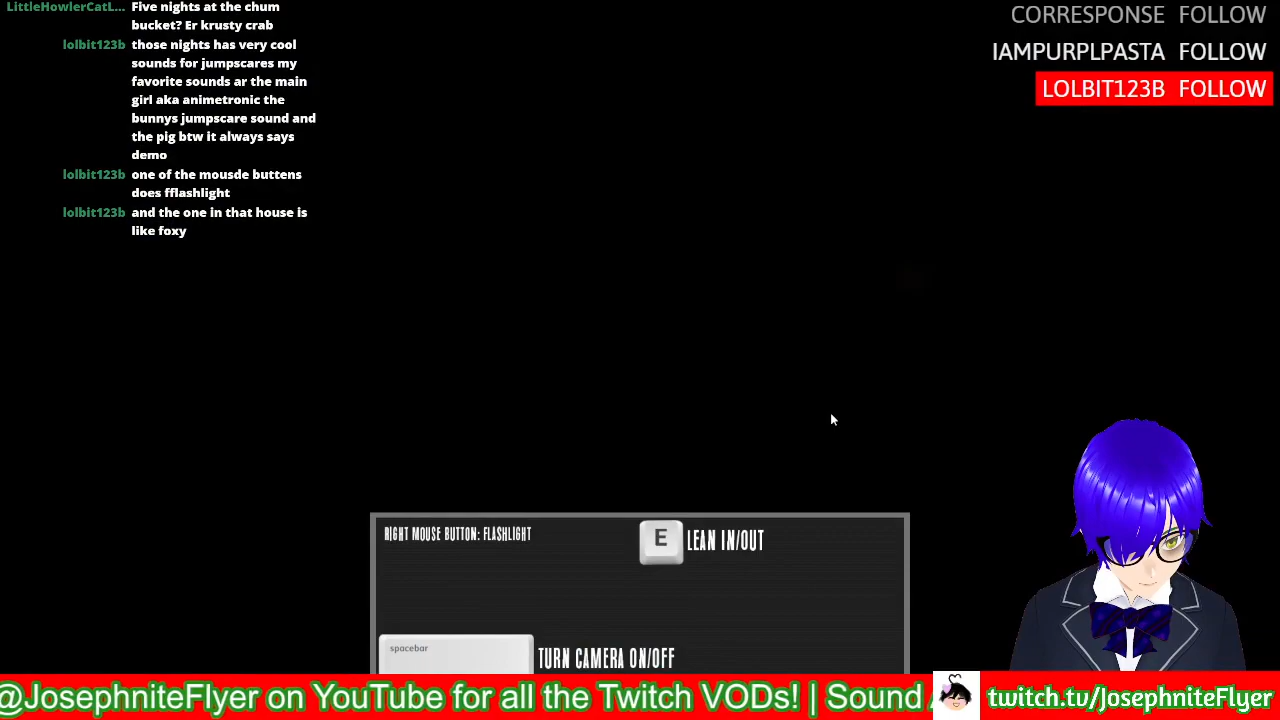 LittleHowlerCatL... Five nights at the chum
bucket? Er krusty crab
lolbit123b those nights has very cool
sounds for jumpscares my
favorite sounds ar the main
girl aka animetronic the
bunnys jumpscare sound and
the pig btw it always says
demo
lolbit123b one of the mousde buttens
does fflashlight
lolbit123b and the one in that house is
like foxy
CORRESPONSE FOLLOW
IAMPURPLPASTA FOLLOW
LOLBIT123B FOLLOW
RIGHT MOUSE BUTTON: FLASHLIGHT
E LEAN IN/OUT
spacebar TURN CAMERA ON/OFF
@JosephniteFlyer on YouTube for all the Twitch VODs! | Sound
twitch.tv/JosephniteFlyer